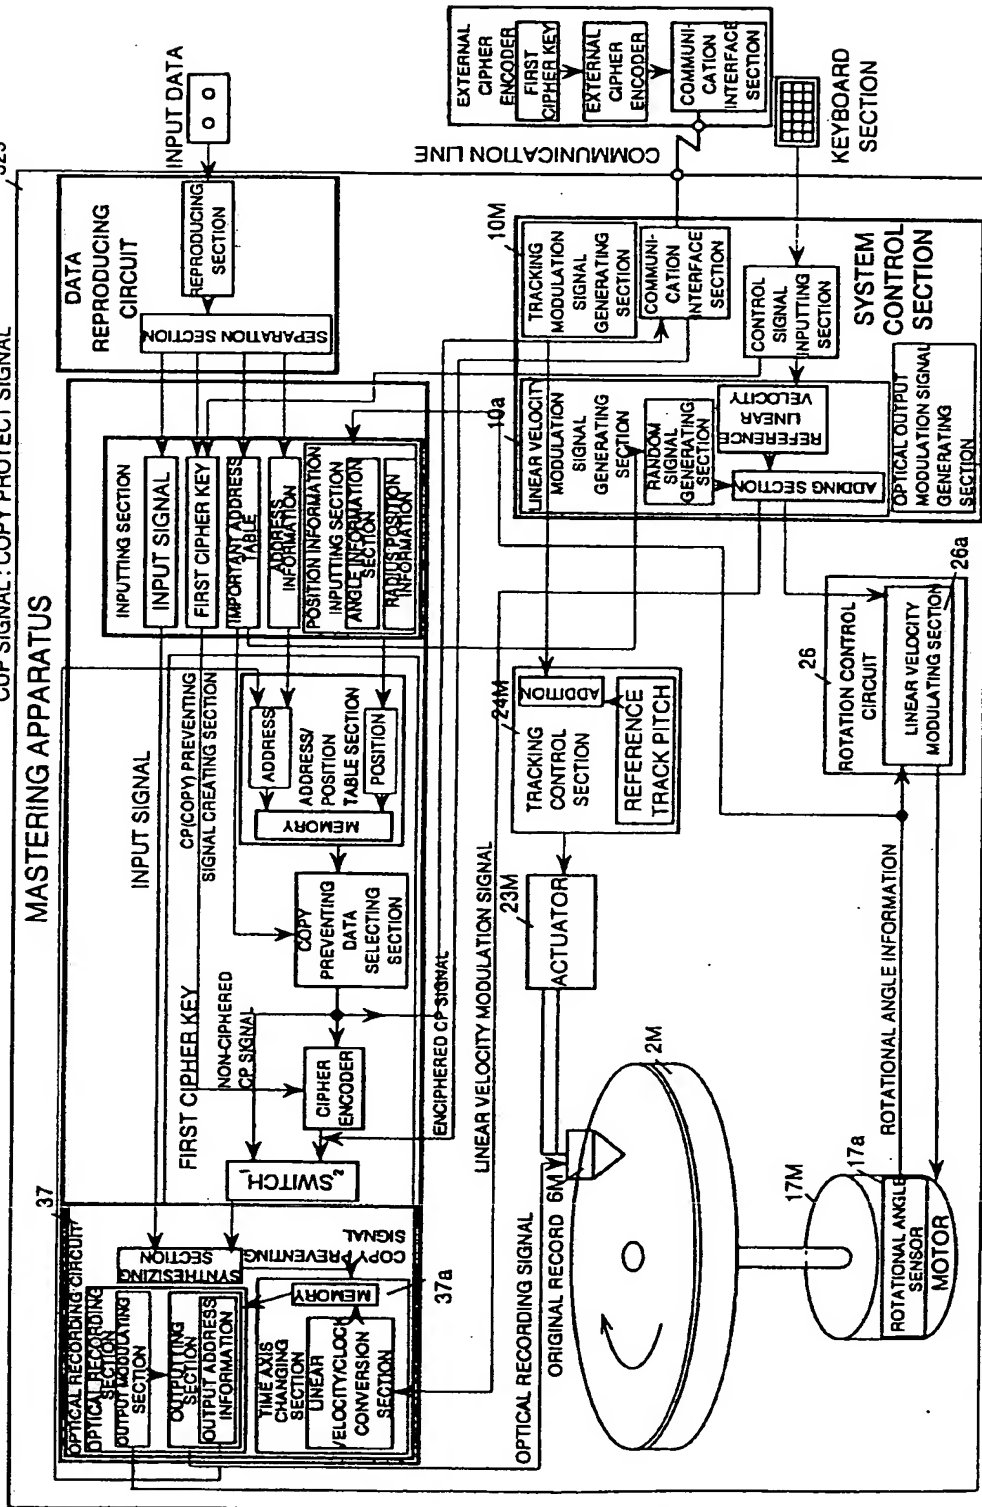 CUP SIGNAL : COPY PROTECT SIGNAL
MASTERING APPARATUS
INPUT DATA
DATA
REPRODUCING
CIRCUIT
REPRODUCING
SECTION
SEPARATION SECTION
EXTERNAL
CIPHER
ENCODER
FIRST
CIPHER KEY
EXTERNAL
CIPHER
ENCODER
COMMUNI-
CATION
INTERFACE
SECTION
COMMUNICATION LINE
KEYBOARD
SECTION
INPUTTING SECTION
INPUT SIGNAL
FIRST CIPHER KEY
IMPORTANT ADDRESS
TABLE
ADDRESS
INFORMATION
POSITION INFORMATION
INPUTTING SECTION
ANGLE INFORMATION
SECTION
RADIUS POSITION
INFORMATION
INPUT SIGNAL
CP(COPY) PREVENTING
SIGNAL CREATING SECTION
FIRST CIPHER KEY
NON-CIPHERED
CP SIGNAL
ADDRESS
ADDRESS/
POSITION
TABLE SECTION
POSITION
MEMORY
COPY
PREVENTING
DATA
SELECTING
SECTION
CIPHER
ENCODER
1
SWITCH
2
37
OPTICAL RECORDING CIRCUIT
OPTICAL RECORDING
SECTION
OUTPUT MODULATING
SECTION
OUTPUTTING
SECTION
OUTPUT ADDRESS
INFORMATION
SYNTHESIZING
SECTION
COPY PREVENTING
SIGNAL
TIME AXIS
CHANGING
SECTION
MEMORY
LINEAR
VELOCITY/CLOCK
CONVERSION
SECTION
37a
ENCIPHERED CP SIGNAL
LINEAR VELOCITY MODULATION SIGNAL
OPTICAL RECORDING SIGNAL
ORIGINAL RECORD
6M
2M
23M
ACTUATOR
24M
TRACKING
CONTROL
SECTION
ADDITION
REFERENCE
TRACK PITCH
10M
TRACKING
MODULATION
SIGNAL
GENERATING
SECTION
COMMUNI-
CATION
INTERFACE
SECTION
CONTROL
SIGNAL
INPUTTING
SECTION
SYSTEM
CONTROL
SECTION
10a
LINEAR VELOCITY
MODULATION
SIGNAL
GENERATING
SECTION
RANDOM
SIGNAL
GENERATING
SECTION
REFERENCE
LINEAR
VELOCITY
ADDING SECTION
OPTICAL OUTPUT
MODULATION SIGNAL
GENERATING
SECTION
26
ROTATION CONTROL
CIRCUIT
26a
LINEAR VELOCITY
MODULATING SECTION
ROTATIONAL ANGLE INFORMATION
17M
17a
ROTATIONAL ANGLE
SENSOR
MOTOR